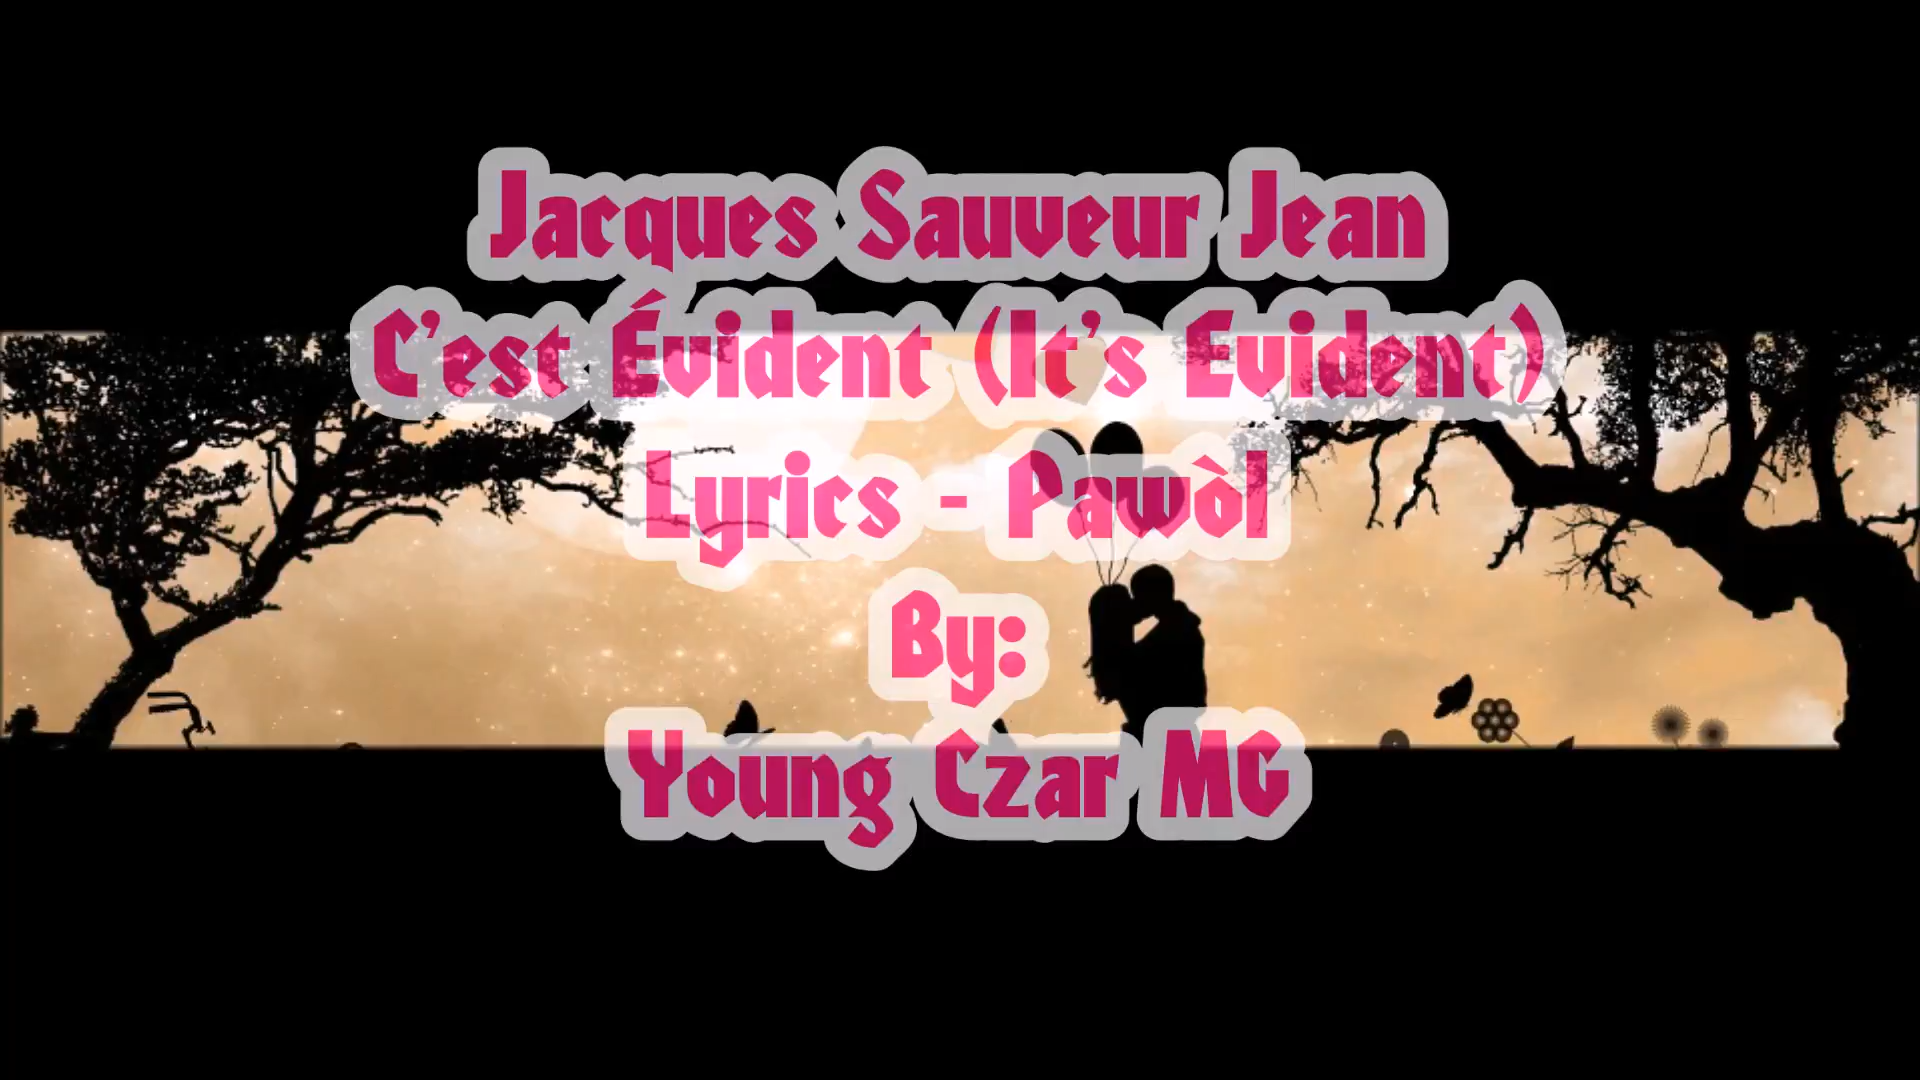 Jacques Sauveur Jean
C'est Évident (It's Evident)
Lyrics - Pawòl
By:
Young Czar MG